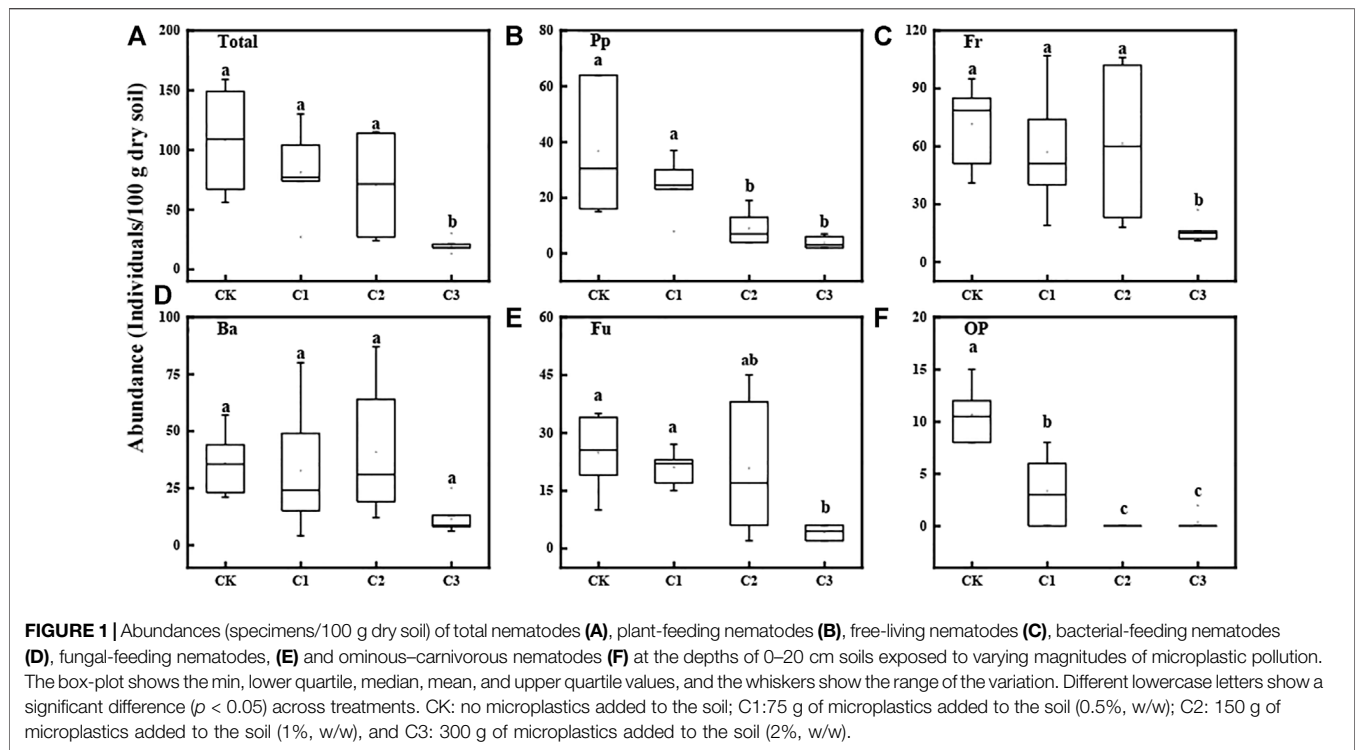 A
Total
B
Pp
C
Fr
200
150
100
50
0
a
a
a
b
CK
C1
C2
C3
80
60
40
20
0
a
a
b
b
CK
C1
C2
C3
120
90
60
30
0
a
a
a
b
CK
C1
C2
C3
Abundance (Individuals/100 g dry soil)
D
Ba
E
Fu
F
OP
100
75
50
25
0
a
a
a
a
CK
C1
C2
C3
60
45
30
15
0
a
a
ab
b
CK
C1
C2
C3
20
15
10
5
0
a
b
c
c
CK
C1
C2
C3
FIGURE 1 | Abundances (specimens/100 g dry soil) of total nematodes (A), plant-feeding nematodes (B), free-living nematodes (C), bacterial-feeding nematodes
(D), fungal-feeding nematodes, (E) and ominous–carnivorous nematodes (F) at the depths of 0–20 cm soils exposed to varying magnitudes of microplastic pollution.
The box-plot shows the min, lower quartile, median, mean, and upper quartile values, and the whiskers show the range of the variation. Different lowercase letters show a
significant difference (p < 0.05) across treatments. CK: no microplastics added to the soil; C1:75 g of microplastics added to the soil (0.5%, w/w); C2: 150 g of
microplastics added to the soil (1%, w/w), and C3: 300 g of microplastics added to the soil (2%, w/w).